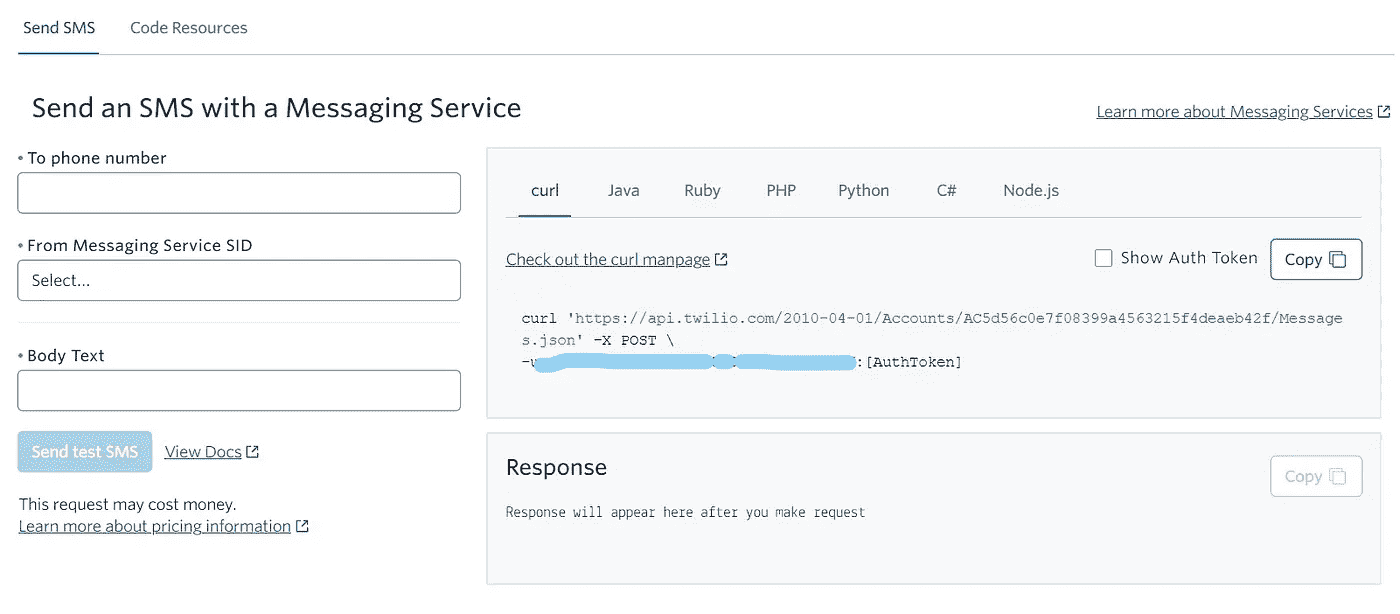 Send SMS
Code Resources
Send an SMS with a Messaging Service
Learn more about Messaging Services
• To phone number
• From Messaging Service SID
Select...
• Body Text
Send test SMS
View Docs
This request may cost money.
Learn more about pricing information
curl Java Ruby PHP Python C# Node.js
Check out the curl manpage
Show Auth Token
Copy
curl 'https://api.twilio.com/2010-04-01/Accounts/AC5d56c0e7f08399a4563215f4deaeb42f/Message
s.json' -X POST \
:[AuthToken]
Response
Copy
Response will appear here after you make request